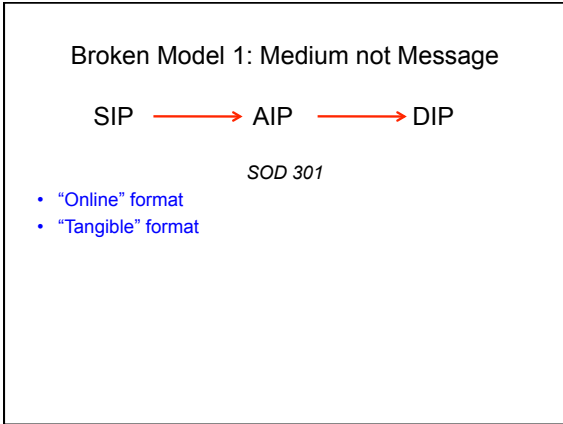 Broken Model 1: Medium not Message
SIP AIP DIP
SOD 301
• “Online” format
• “Tangible” format